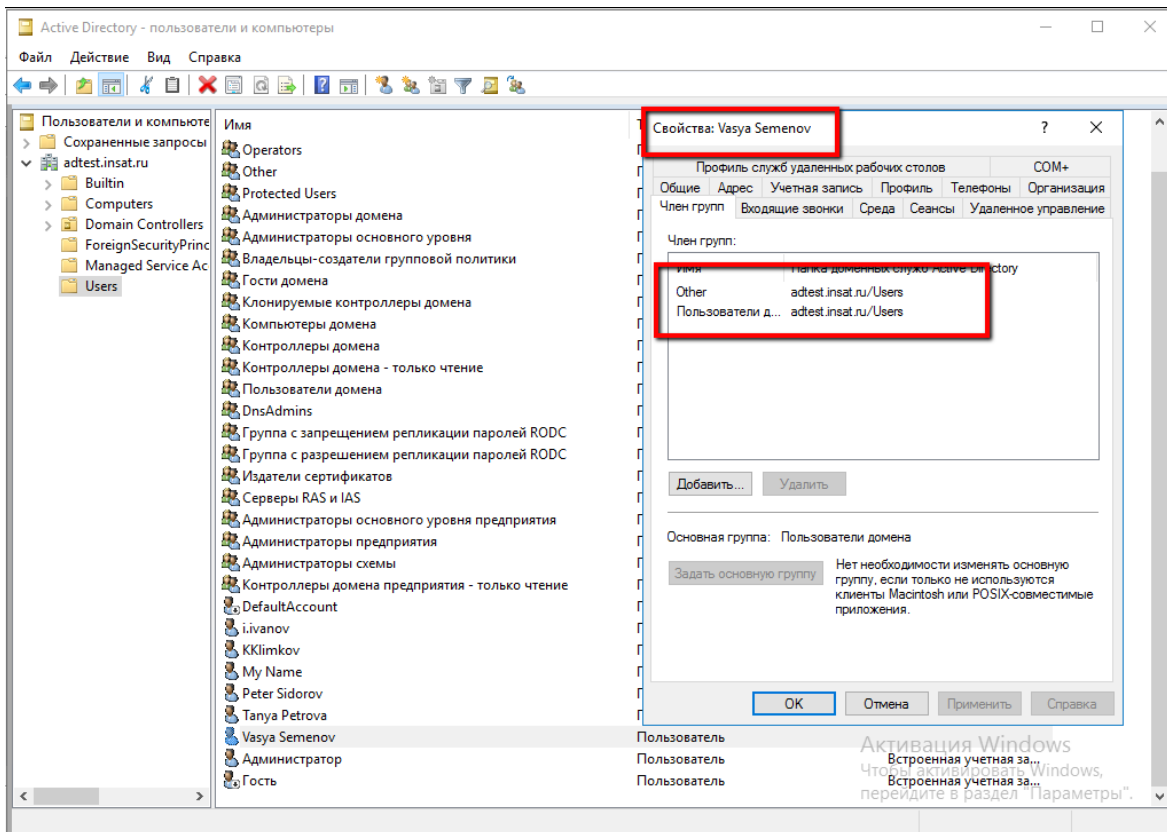 Active Directory - пользователи и компьютеры
Файл Действие Вид Справка
Пользователи и компьюте
Сохраненные запросы
adtest.insat.ru
Builtin
Computers
Domain Controllers
ForeignSecurityPrinc
Managed Service Ac
Users
Имя
Operators
Other
Protected Users
Администраторы домена
Администраторы основного уровня
Владельцы-создатели групповой политики
Гости домена
Клонируемые контроллеры домена
Компьютеры домена
Контроллеры домена
Контроллеры домена - только чтение
Пользователи домена
DnsAdmins
Группа с запрещением репликации паролей RODC
Группа с разрешением репликации паролей RODC
Издатели сертификатов
Серверы RAS и IAS
Администраторы основного уровня предприятия
Администраторы предприятия
Администраторы схемы
Контроллеры домена предприятия - только чтение
DefaultAccount
i.ivanov
KKlimkov
My Name
Peter Sidorov
Tanya Petrova
Vasya Semenov Пользователь
Администратор Пользователь Встроенная учетная за...
Гость Пользователь Встроенная учетная за...
Свойства: Vasya Semenov
Профиль служб удаленных рабочих столов COM+
Общие Адрес Учетная запись Профиль Телефоны Организация
Член групп Входящие звонки Среда Сеансы Удаленное управление
Член групп:
Имя Папка доменных служб Active Directory
Other adtest.insat.ru/Users
Пользователи д... adtest.insat.ru/Users
Добавить... Удалить
Основная группа: Пользователи домена
Задать основную группу
Нет необходимости изменять основную
группу, если только не используются
клиенты Macintosh или POSIX-совместимые
приложения.
OK Отмена Применить Справка
Активация Windows
Чтобы активировать Windows,
перейдите в раздел "Параметры".